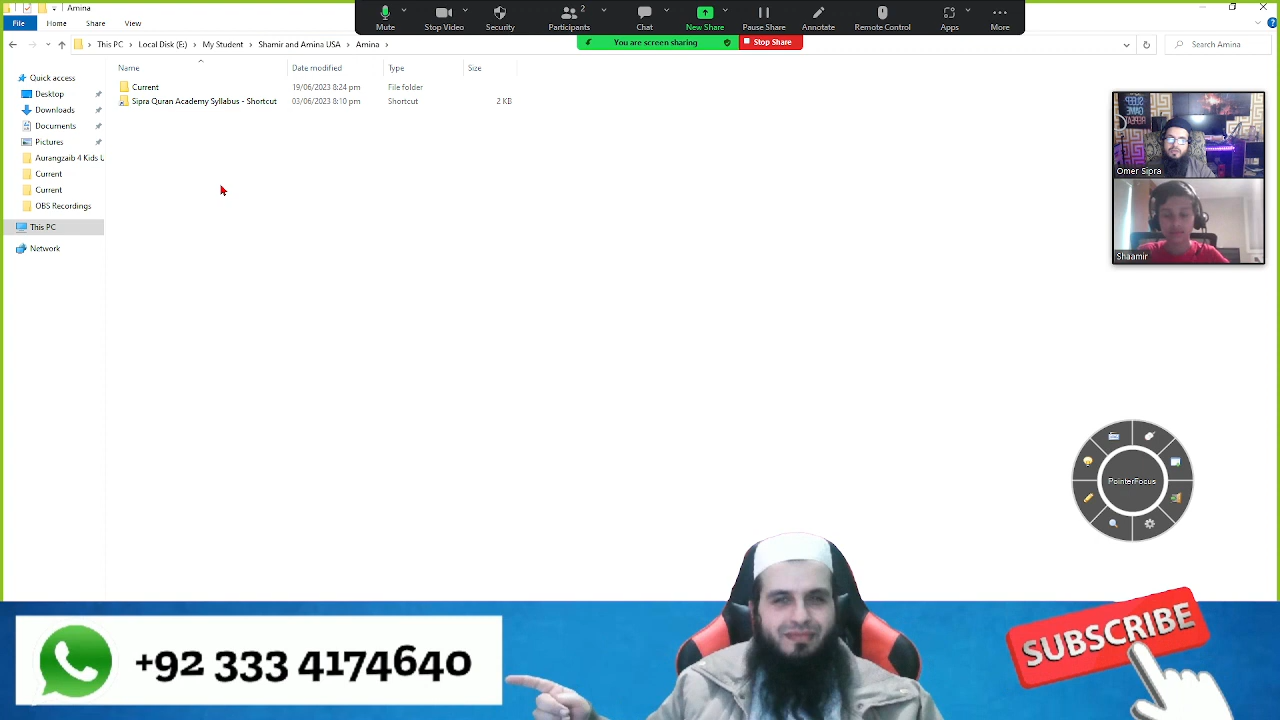 Amina
File
Home
Share
View
Mute
Stop Video
Security
Participants
2
Chat
New Share
Pause Share
Annotate
Remote Control
Apps
More
This PC > Local Disk (E:) > My Student > Shamir and Amina USA > Amina >
You are screen sharing
Stop Share
Search Amina
Name
Date modified
Type
Size
Current
19/06/2023 8:24 pm
File folder
Sipra Quran Academy Syllabus - Shortcut
03/06/2023 8:10 pm
Shortcut
2 KB
Quick access
Desktop
Downloads
Documents
Pictures
Aurangzaib 4 Kids U
Current
Current
OBS Recordings
This PC
Network
SLEEP
GAME
REPEAT
Omer Sipra
Shaamir
PointerFocus
+92 333 4174640
SUBSCRIBE